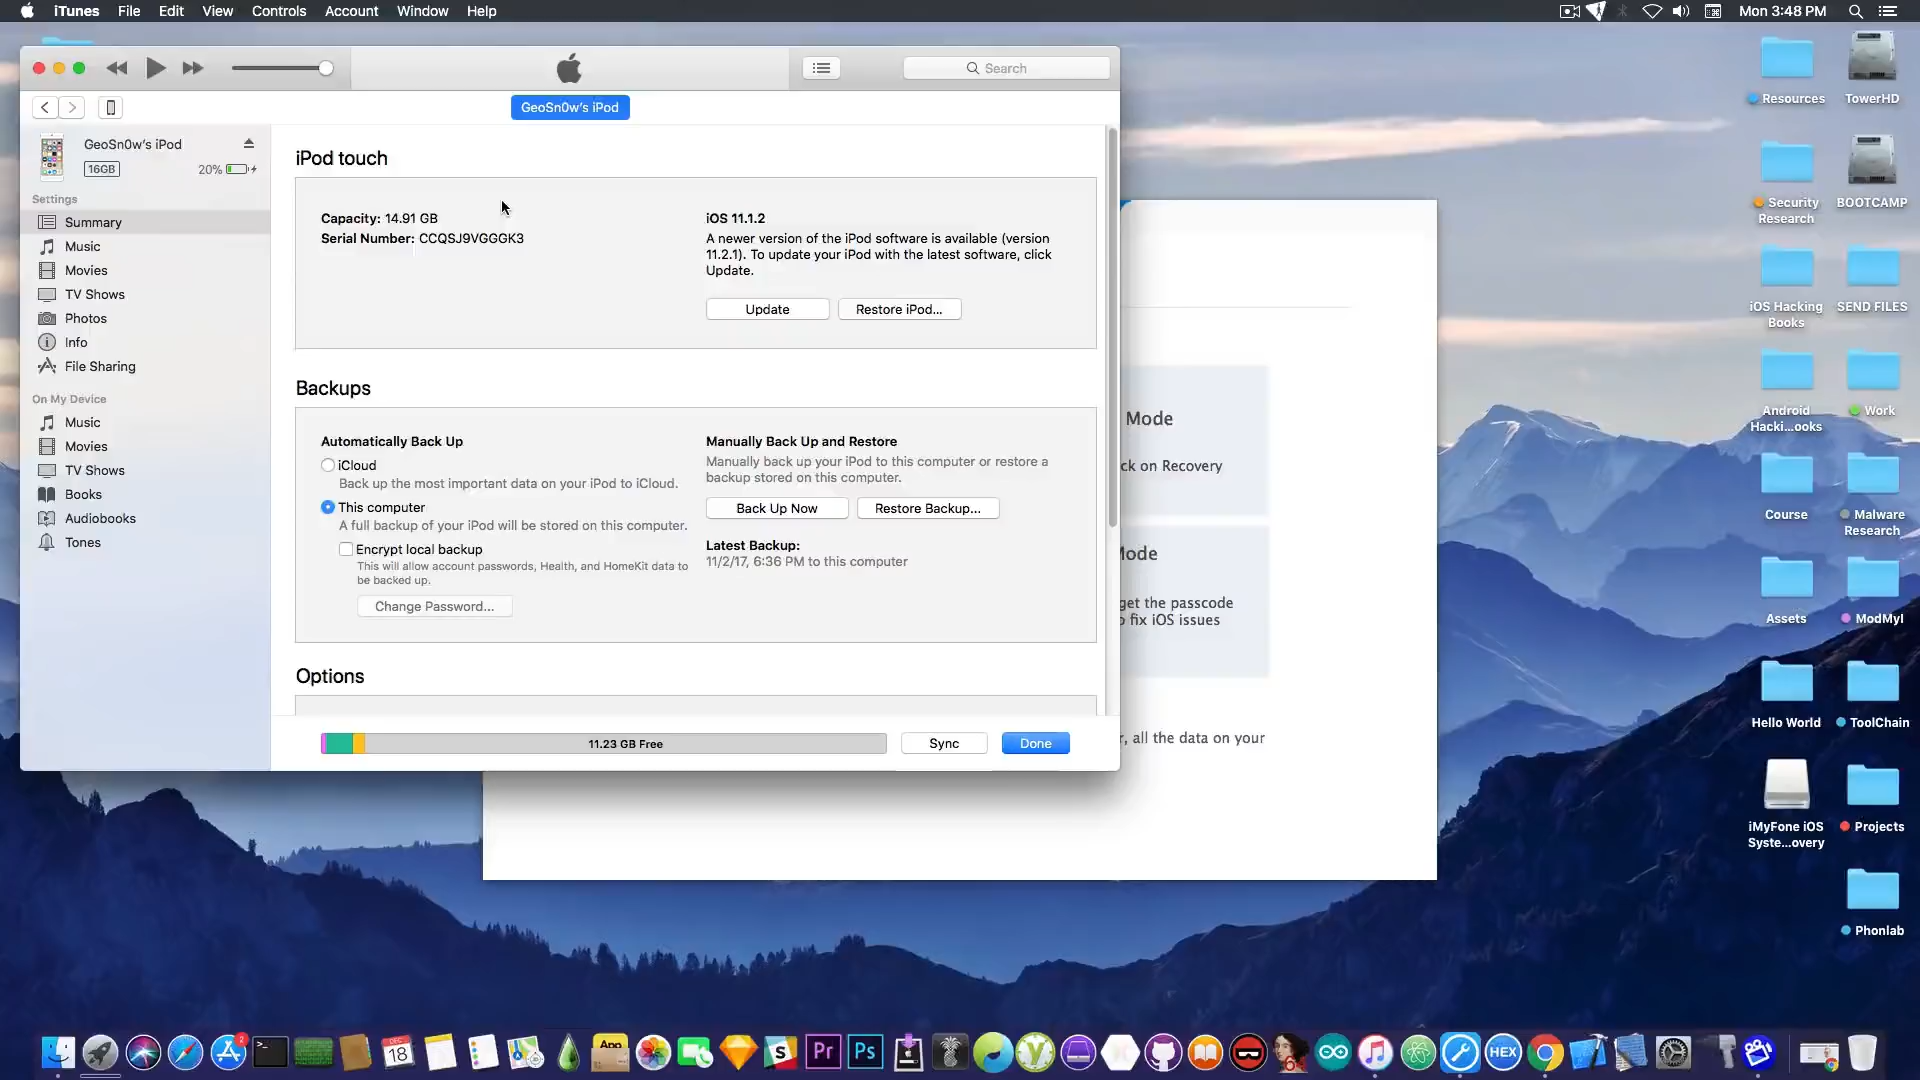 iTunes File Edit View Controls Account Window Help
Mon 3:48 PM
Search
GeoSn0w's iPod
GeoSn0w's iPod
16GB
20%
Settings
Summary
Music
Movies
TV Shows
Photos
Info
File Sharing
On My Device
Music
Movies
TV Shows
Books
Audiobooks
Tones
iPod touch
Capacity: 14.91 GB
Serial Number: CCQSJ9VGGGK3
iOS 11.1.2
A newer version of the iPod software is available (version
11.2.1). To update your iPod with the latest software, click
Update.
Update
Restore iPod...
Backups
Automatically Back Up
iCloud
Back up the most important data on your iPod to iCloud.
This computer
A full backup of your iPod will be stored on this computer.
Encrypt local backup
This will allow account passwords, Health, and HomeKit data to
be backed up.
Change Password...
Manually Back Up and Restore
Manually back up your iPod to this computer or restore a
backup stored on this computer.
Back Up Now
Restore Backup...
Latest Backup:
11/2/17, 6:36 PM to this computer
Options
11.23 GB Free
Sync
Done
Mode
ck on Recovery
Mode
get the passcode
o fix iOS issues
r, all the data on your
Resources
TowerHD
Security
Research
BOOTCAMP
iOS Hacking
Books
SEND FILES
Android
Hacki...ooks
Work
Course
Malware
Research
Assets
ModMyI
Hello World
ToolChain
iMyFone iOS
Syste...overy
Projects
Phonlab
2
DEC
18
App
Pr
Ps
HEX